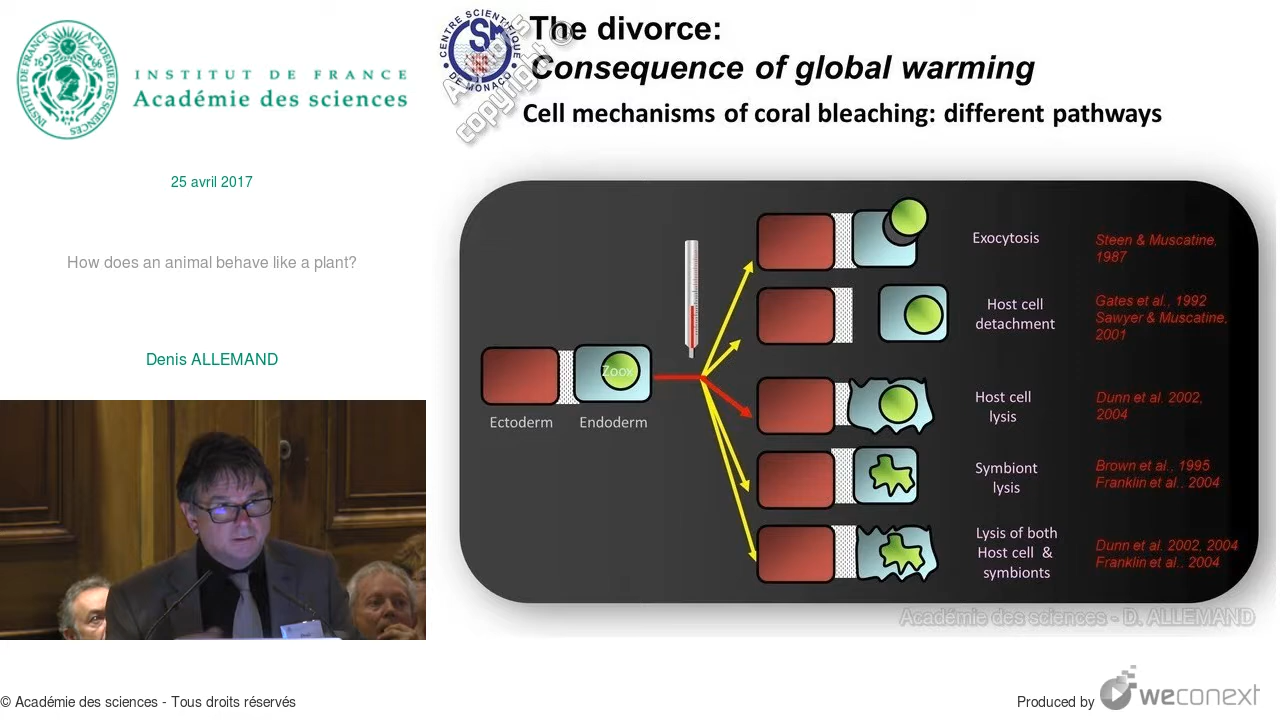 INSTITUT DE FRANCE
Académie des sciences
25 avril 2017
How does an animal behave like a plant?
Denis ALLEMAND
© Académie des sciences - Tous droits réservés
CENTRE SCIENTIFIQUE
DE MONACO
copyright ©
The divorce:
Consequence of global warming
Cell mechanisms of coral bleaching: different pathways
Zoox
Ectoderm
Endoderm
Exocytosis
Steen & Muscatine,
1987
Host cell
detachment
Gates et al., 1992
Sawyer & Muscatine,
2001
Host cell
lysis
Dunn et al. 2002,
2004
Symbiont
lysis
Brown et al., 1995
Franklin et al., 2004
Lysis of both
Host cell &
symbionts
Dunn et al. 2002, 2004
Franklin et al., 2004
Académie des sciences - D. ALLEMAND
Produced by weconext